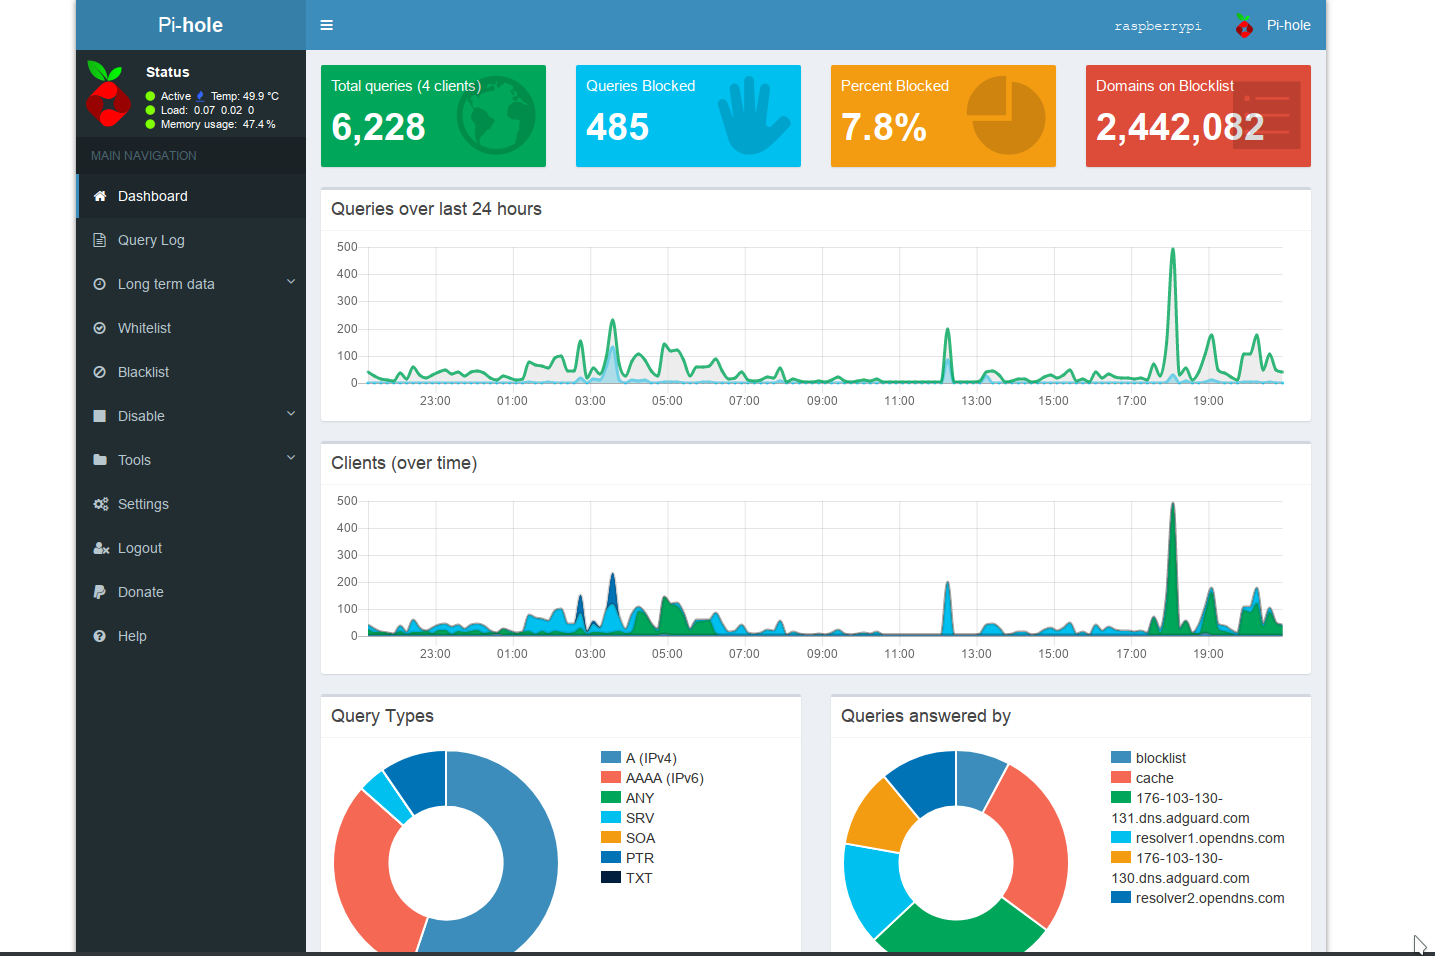 Pi-hole
raspberrypi
Pi-hole
Status
Active Temp: 49.9 °C
Load: 0.07 0.02 0
Memory usage: 47.4 %
MAIN NAVIGATION
Dashboard
Query Log
Long term data
Whitelist
Blacklist
Disable
Tools
Settings
Logout
Donate
Help
Total queries (4 clients)
6,228
Queries Blocked
485
Percent Blocked
7.8%
Domains on Blocklist
2,442,082
Queries over last 24 hours
500
400
300
200
100
0
23:00 01:00 03:00 05:00 07:00 09:00 11:00 13:00 15:00 17:00 19:00
Clients (over time)
500
400
300
200
100
0
23:00 01:00 03:00 05:00 07:00 09:00 11:00 13:00 15:00 17:00 19:00
Query Types
A (IPv4)
AAAA (IPv6)
ANY
SRV
SOA
PTR
TXT
Queries answered by
blocklist
cache
176-103-130-
131.dns.adguard.com
resolver1.opendns.com
176-103-130-
130.dns.adguard.com
resolver2.opendns.com